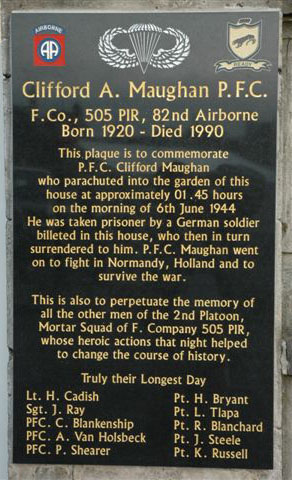 AIRBORNE
AA
READY
Clifford A. Maughan P.F.C.
F.Co., 505 PIR, 82nd Airborne
Born 1920 - Died 1990
This plaque is to commemorate
P.F.C. Clifford Maughan
who parachuted into the garden of this
house at approximately 01.45 hours
on the morning of 6th June 1944
He was taken prisoner by a German soldier
billeted in this house, who then in turn
surrendered to him. P.F.C. Maughan went
on to fight in Normandy, Holland and to
survive the war.
This is also to perpetuate the memory of
all the other men of the 2nd Platoon,
Mortar Squad of F. Company 505 PIR,
whose heroic actions that night helped
to change the course of history.
Truly their Longest Day
Lt. H. Cadish
Sgt. J. Ray
PFC. C. Blankenship
PFC. A. Van Holsbeck
PFC. P. Shearer
Pt. H. Bryant
Pt. L. Tlapa
Pt. R. Blanchard
Pt. J. Steele
Pt. K. Russell